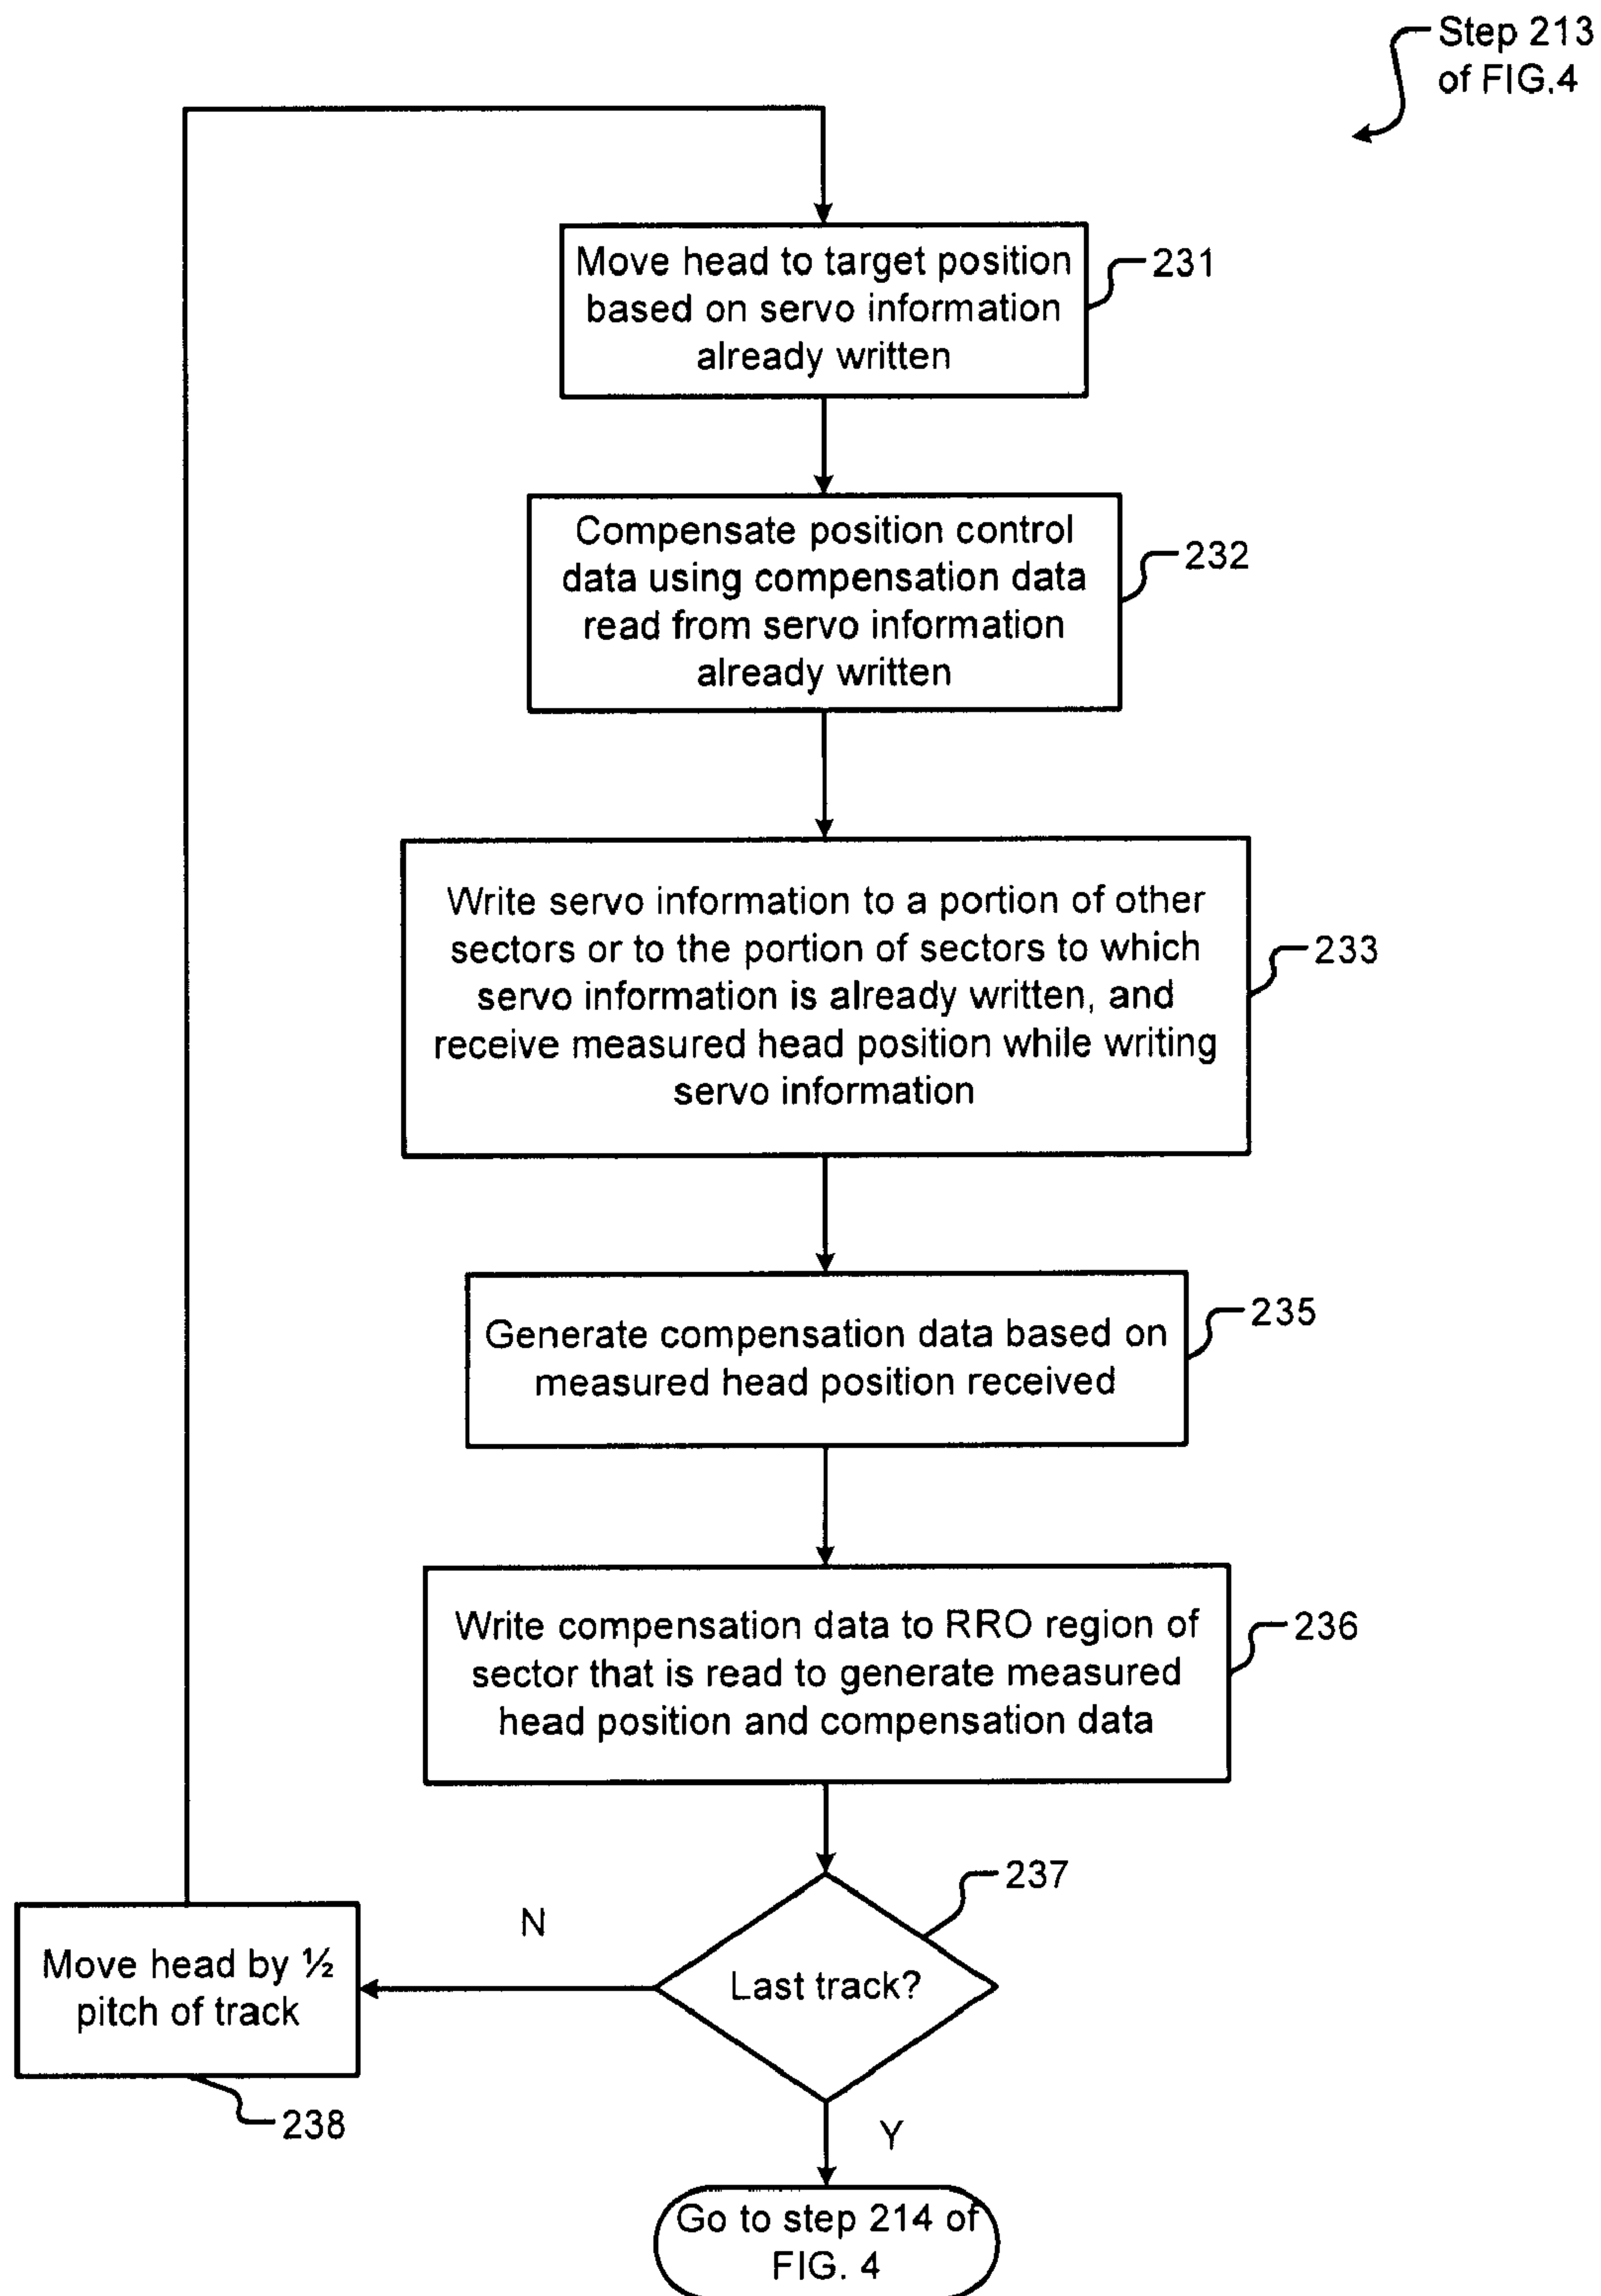 Step 213
of FIG.4
Move head to target position
based on servo information
already written
231
Compensate position control
data using compensation data
read from servo information
already written
232
Write servo information to a portion of other
sectors or to the portion of sectors to which
servo information is already written, and
receive measured head position while writing
servo information
233
Generate compensation data based on
measured head position received
235
Write compensation data to RRO region of
sector that is read to generate measured
head position and compensation data
236
237
Last track?
N
Move head by ½
pitch of track
238
Y
Go to step 214 of
FIG. 4